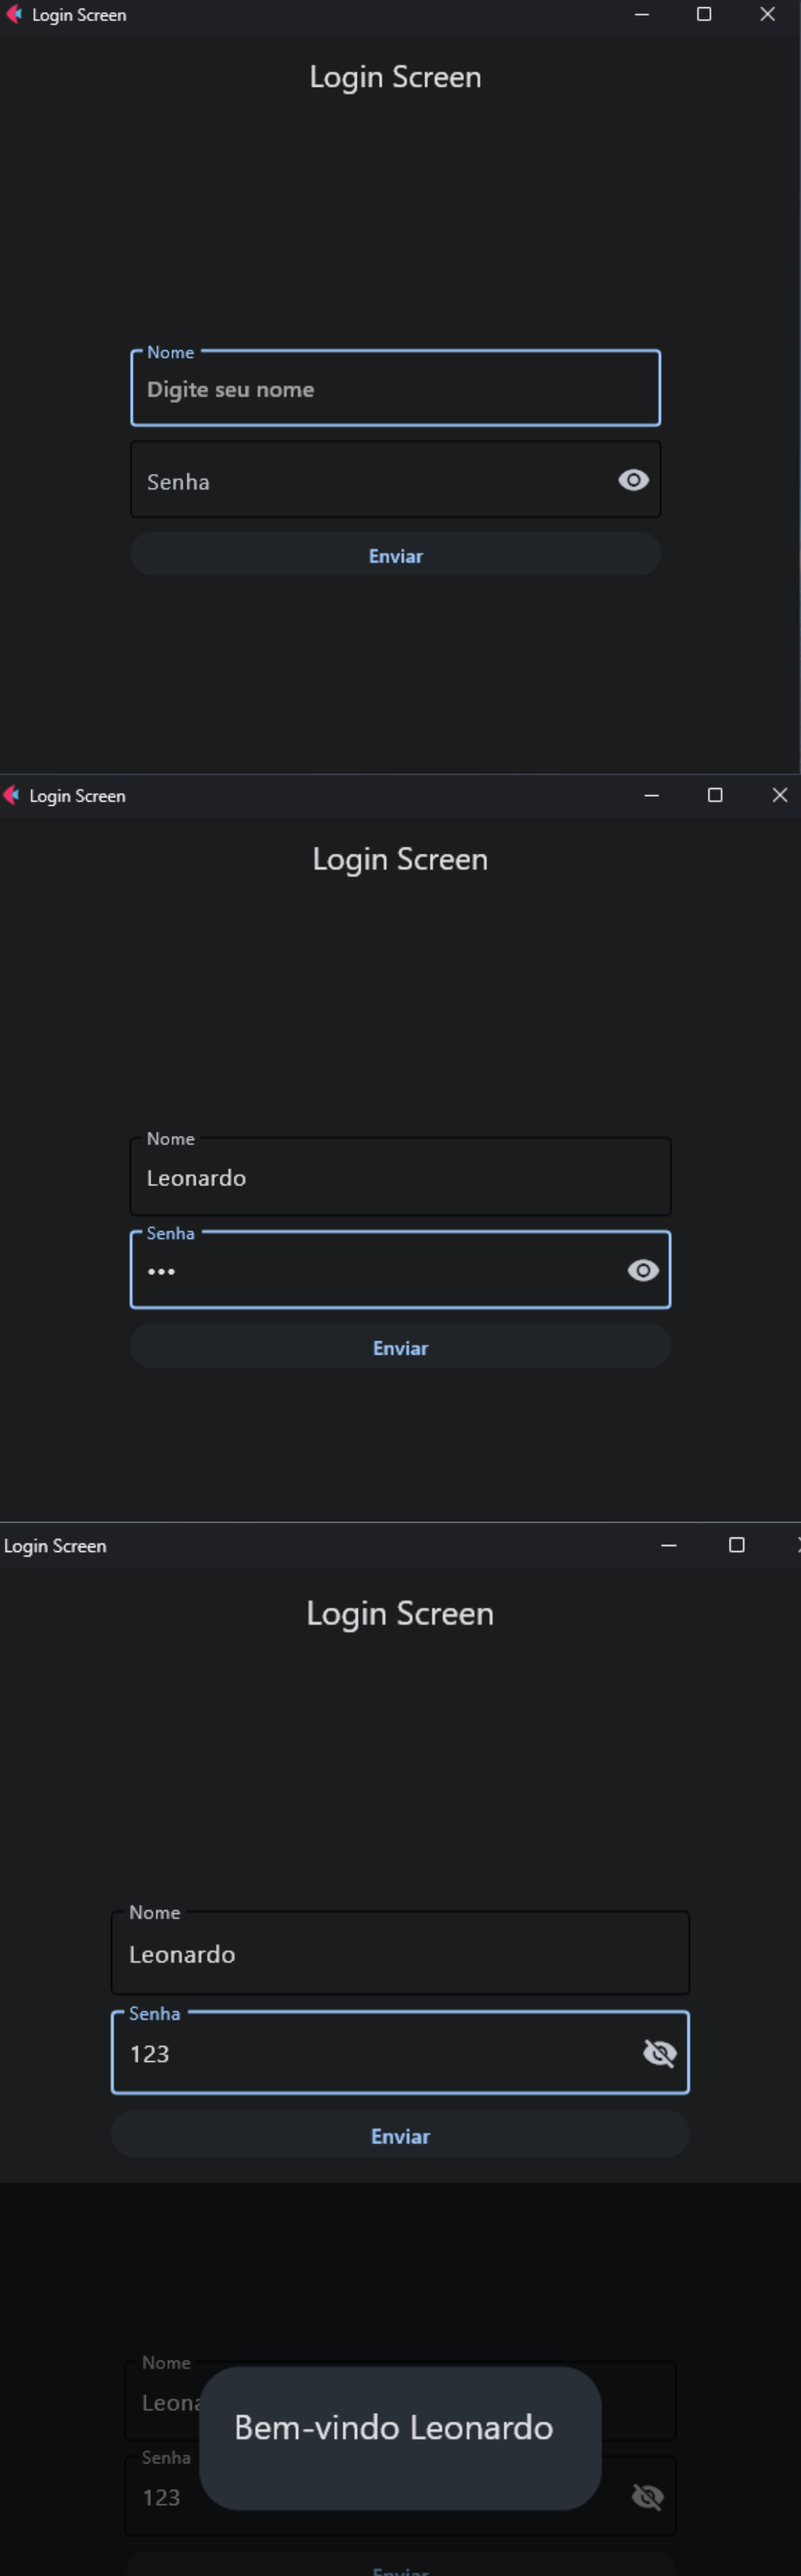 Login Screen
Login Screen
Nome
Digite seu nome
Senha
Enviar
Login Screen
Login Screen
Nome
Leonardo
Senha
•••
Enviar
Login Screen
Login Screen
Nome
Leonardo
Senha
123
Enviar
Nome
Leona
Bem-vindo Leonardo
Senha
123
Enviar